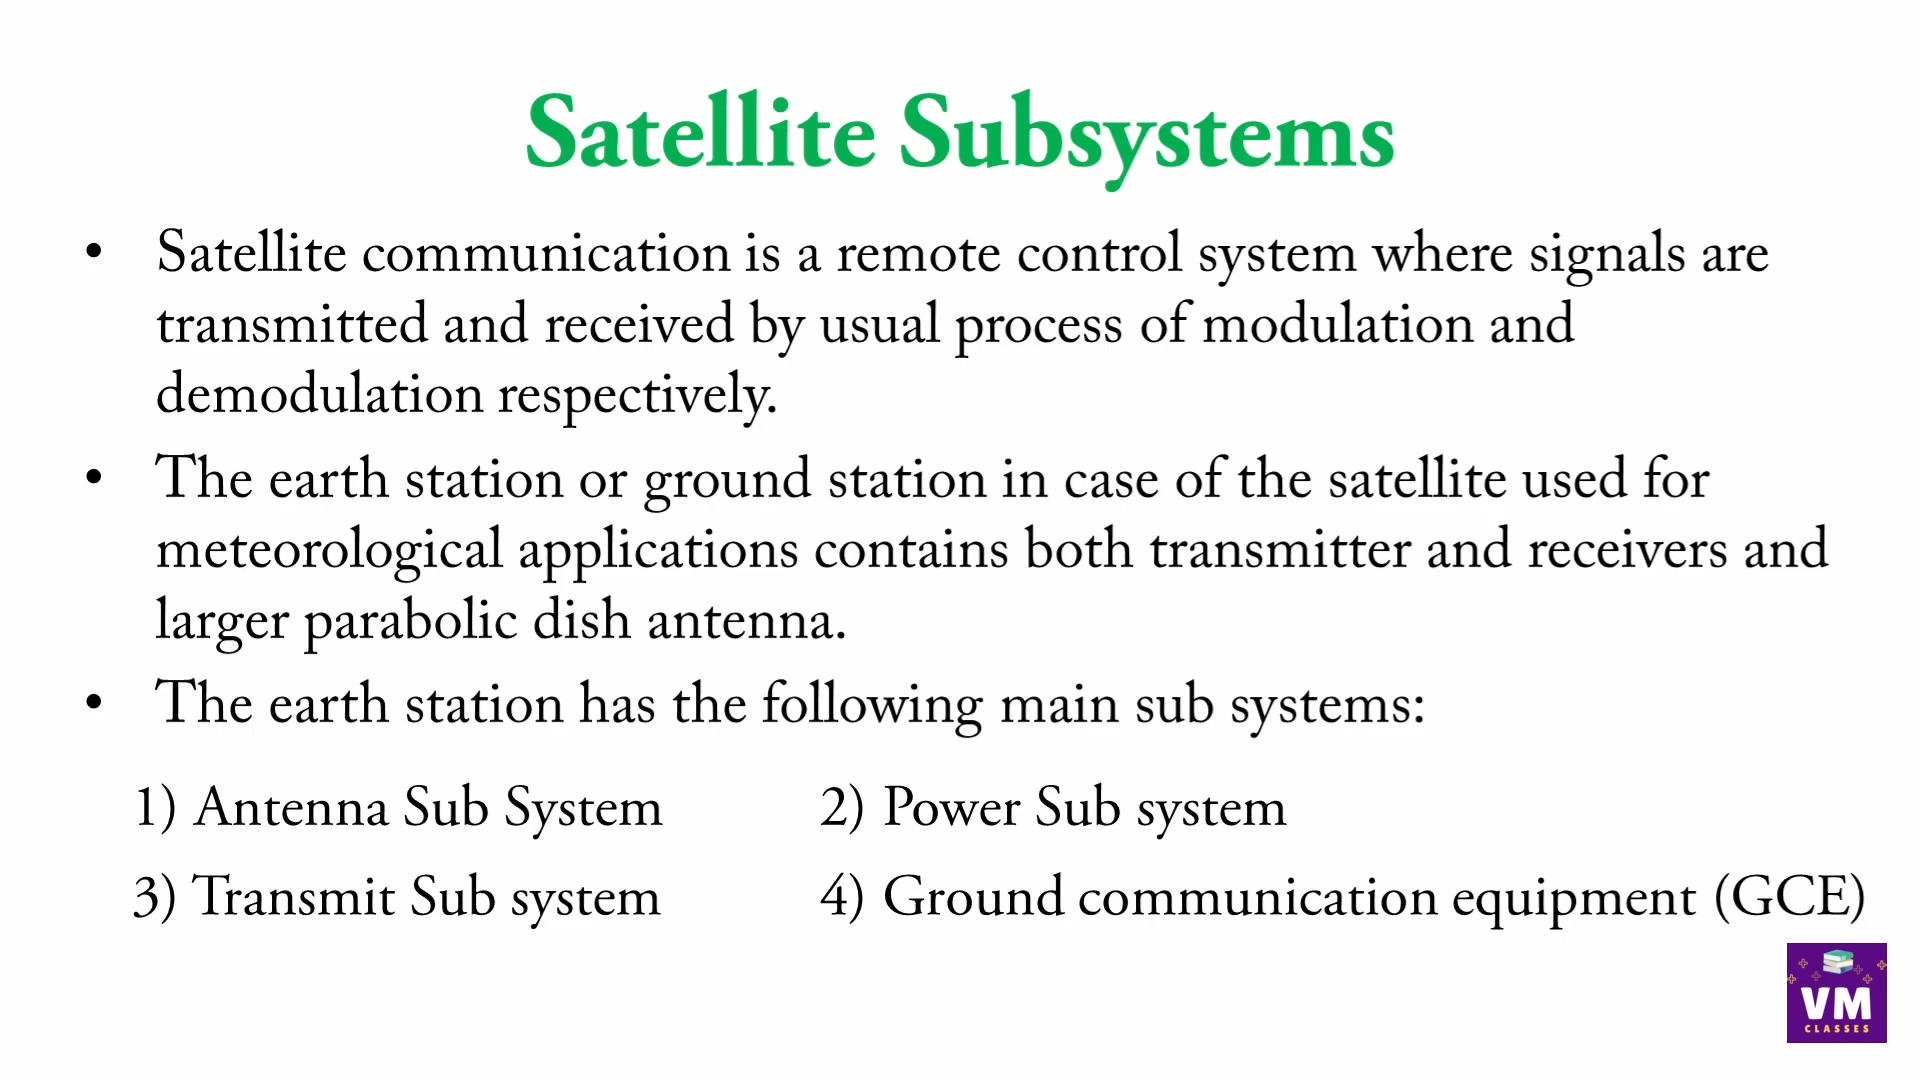 Satellite Subsystems
• Satellite communication is a remote control system where signals are
transmitted and received by usual process of modulation and
demodulation respectively.
• The earth station or ground station in case of the satellite used for
meteorological applications contains both transmitter and receivers and
larger parabolic dish antenna.
• The earth station has the following main sub systems:
1) Antenna Sub System 2) Power Sub system
3) Transmit Sub system 4) Ground communication equipment (GCE)
VM
CLASSES